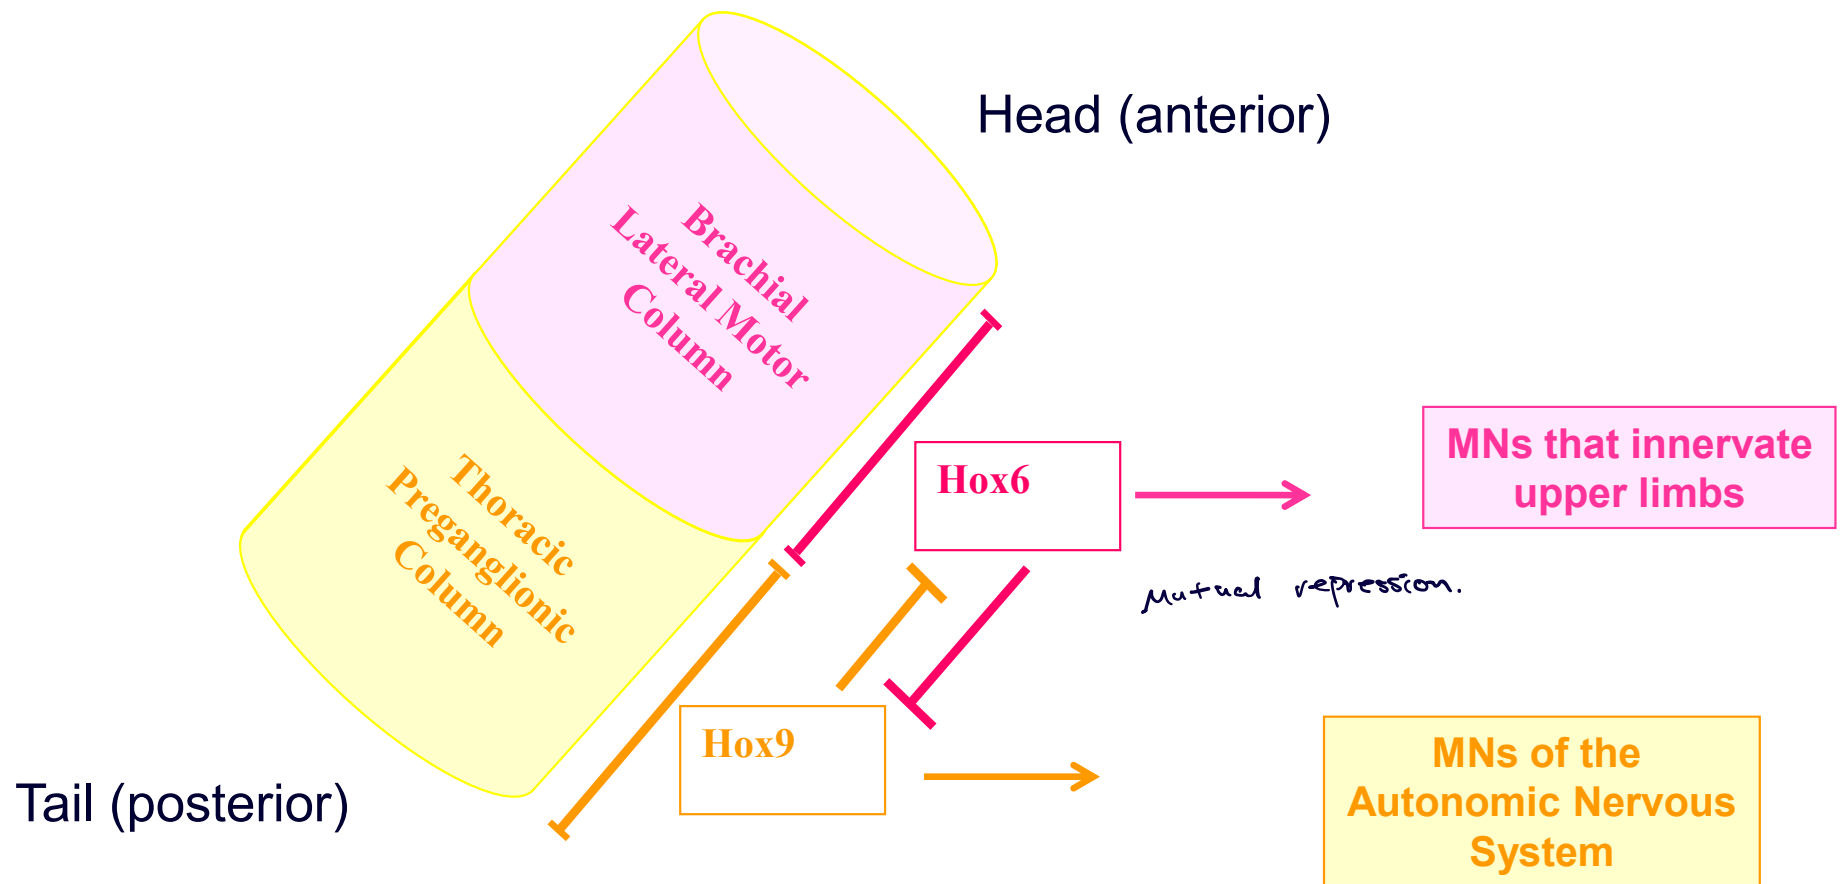 Head (anterior)
Brachial
Lateral Motor
Column
Thoracic
Preganglionic
Column
Tail (posterior)
Hox6
MNs that innervate
upper limbs
Mutual repression.
Hox9
MNs of the
Autonomic Nervous
System